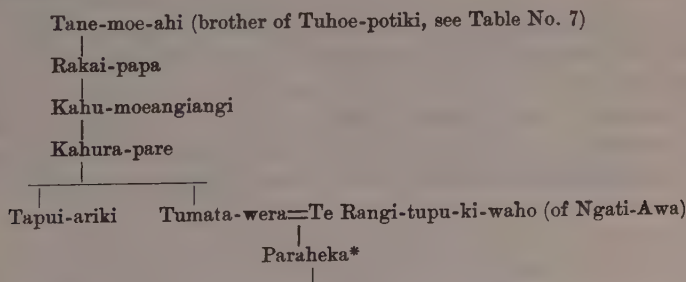 Tane-moe-ahi (brother of Tuhoe-potiki, see Table No. 7)
Rakai-papa
Kahu-moeangiangi
Kahura-pare
Tapui-ariki Tumata-wera=Te Rangi-tupu-ki-waho (of Ngati-Awa)
Paraheka*